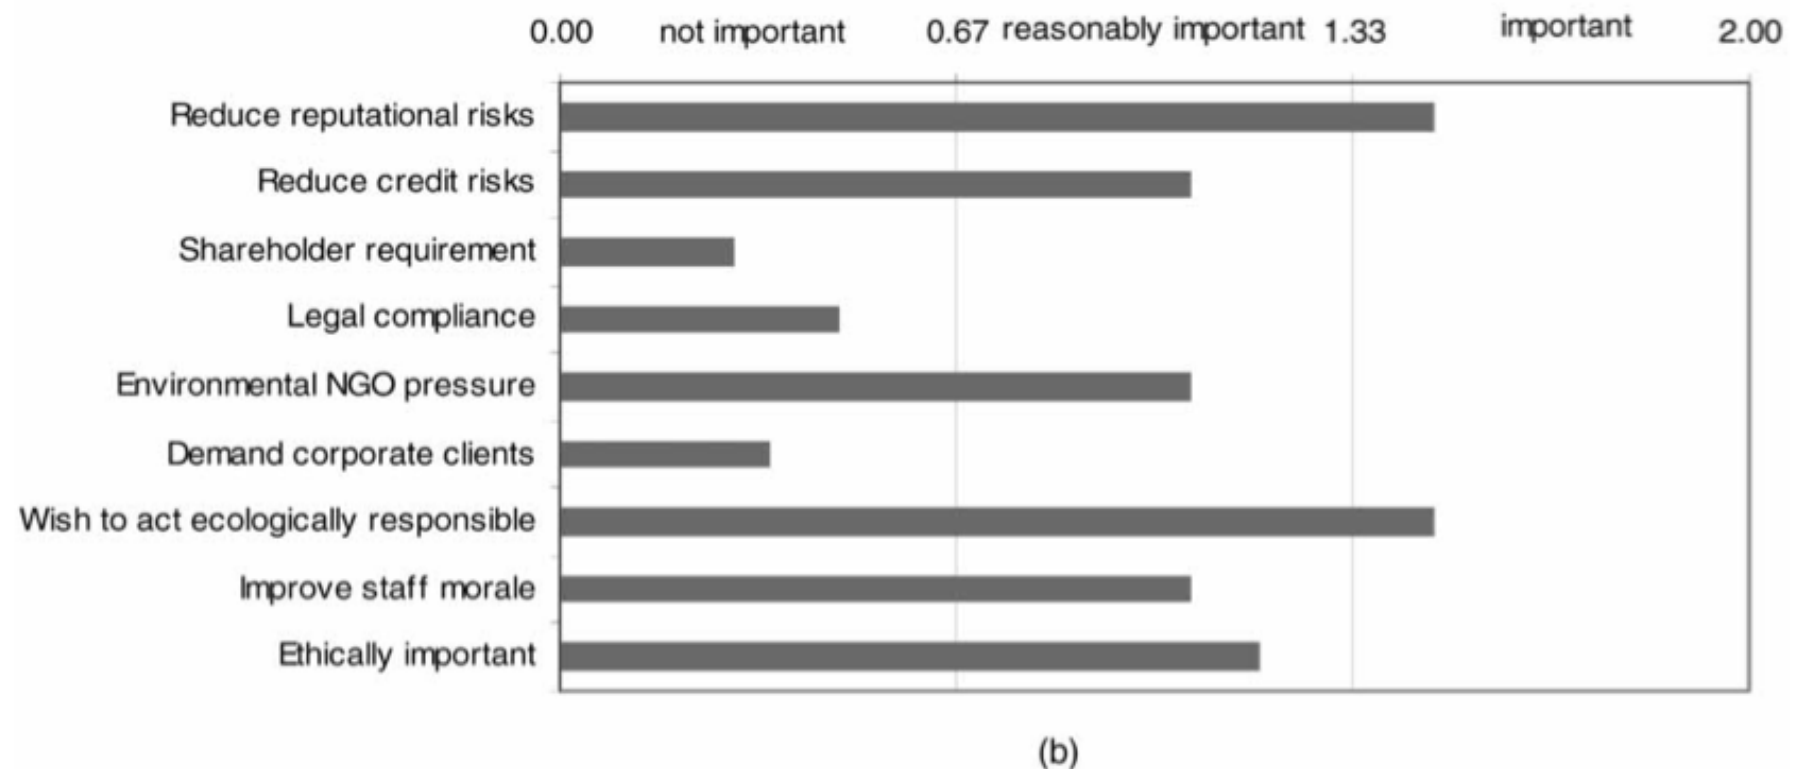 0.00 not important 0.67 reasonably important 1.33 important 2.00
Reduce reputational risks
Reduce credit risks
Shareholder requirement
Legal compliance
Environmental NGO pressure
Demand corporate clients
Wish to act ecologically responsible
Improve staff morale
Ethically important
(b)